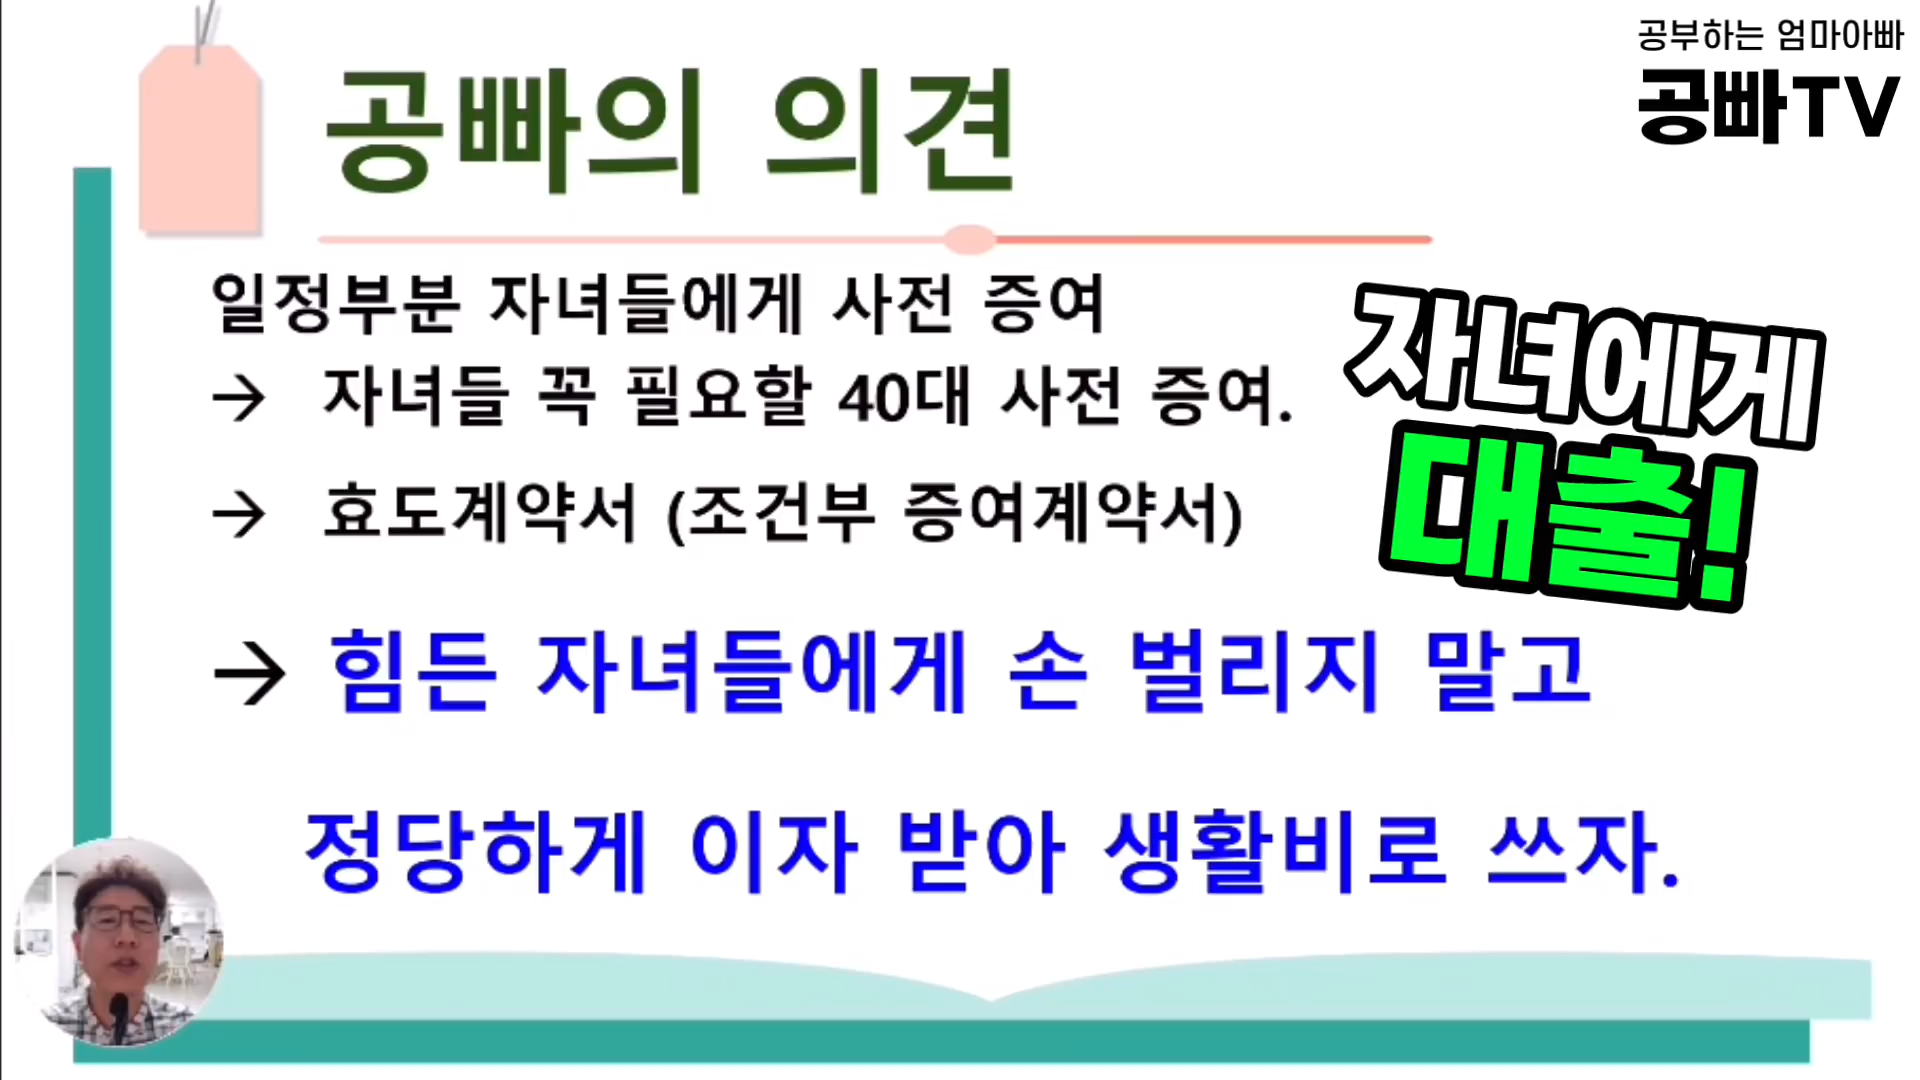 공부하는 엄마아빠
공빠TV
공빠의 의견
일정부분 자녀들에게 사전 증여
→ 자녀들 꼭 필요할 40대 사전 증여.
→ 효도계약서 (조건부 증여계약서)
자녀에게
대출!
→ 힘든 자녀들에게 손 벌리지 말고
정당하게 이자 받아 생활비로 쓰자.